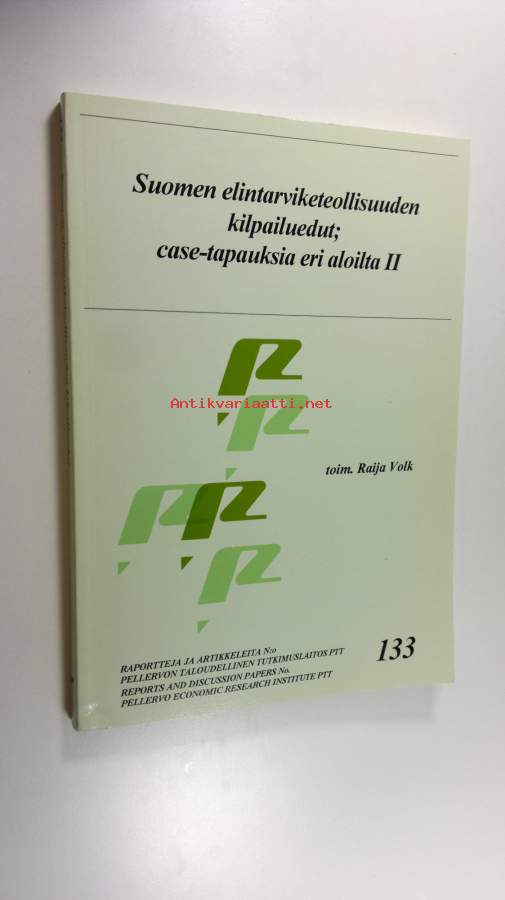 Suomen elintarviketeollisuuden
kilpailuedut;
case-tapauksia eri aloilta II
Antikvariaatti.net
toim. Raija Volk
RAPORTTEJA JA ARTIKKELEITA N:o
PELLERVON TALOUDELLINEN TUTKIMUSLAITOS PTT
REPORTS AND DISCUSSION PAPERS No.
PELLERVO ECONOMIC RESEARCH INSTITUTE PTT
133